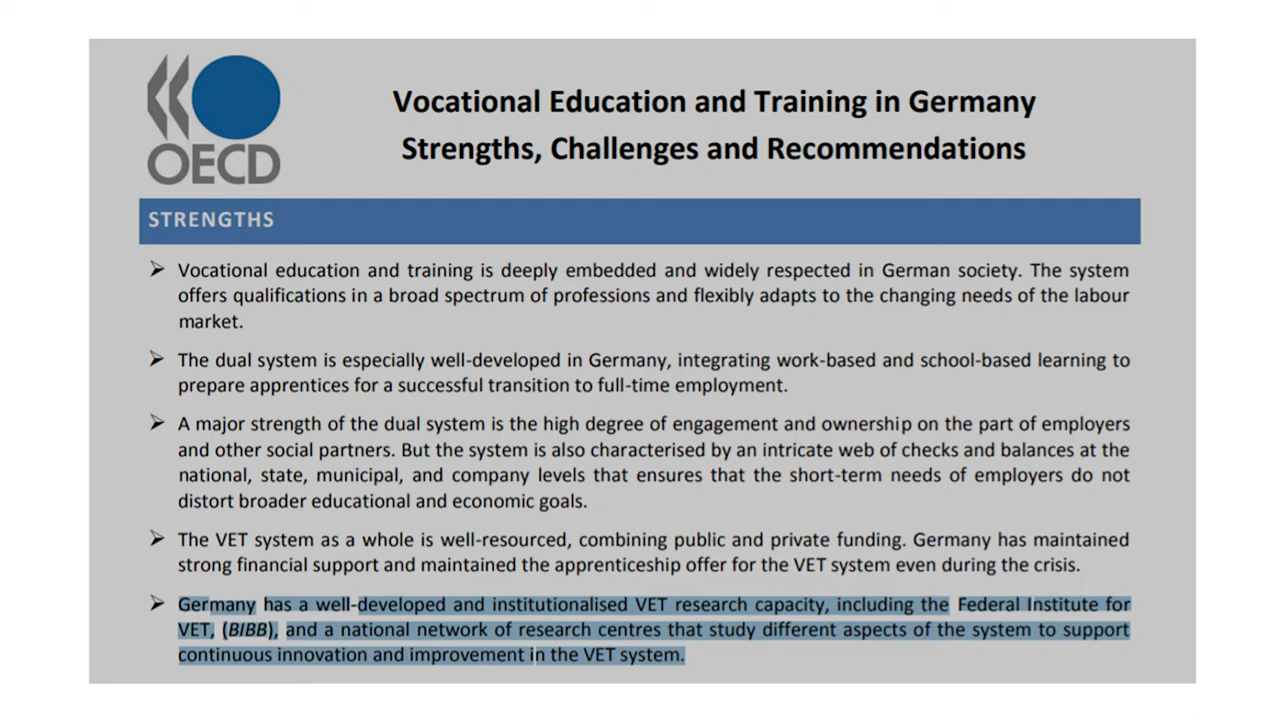 OECD
Vocational Education and Training in Germany
Strengths, Challenges and Recommendations
STRENGTHS
➢ Vocational education and training is deeply embedded and widely respected in German society. The system
offers qualifications in a broad spectrum of professions and flexibly adapts to the changing needs of the labour
market.
➢ The dual system is especially well-developed in Germany, integrating work-based and school-based learning to
prepare apprentices for a successful transition to full-time employment.
➢ A major strength of the dual system is the high degree of engagement and ownership on the part of employers
and other social partners. But the system is also characterised by an intricate web of checks and balances at the
national, state, municipal, and company levels that ensures that the short-term needs of employers do not
distort broader educational and economic goals.
➢ The VET system as a whole is well-resourced, combining public and private funding. Germany has maintained
strong financial support and maintained the apprenticeship offer for the VET system even during the crisis.
➢ Germany has a well-developed and institutionalised VET research capacity, including the Federal Institute for
VET, (BIBB), and a national network of research centres that study different aspects of the system to support
continuous innovation and improvement in the VET system.